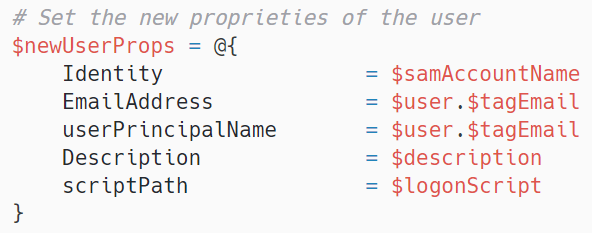 # Set the new proprieties of the user
$newUserProps = @{
    Identity                = $samAccountName
    EmailAddress            = $user.$tagEmail
    userPrincipalName       = $user.$tagEmail
    Description             = $description
    scriptPath              = $logonScript
}